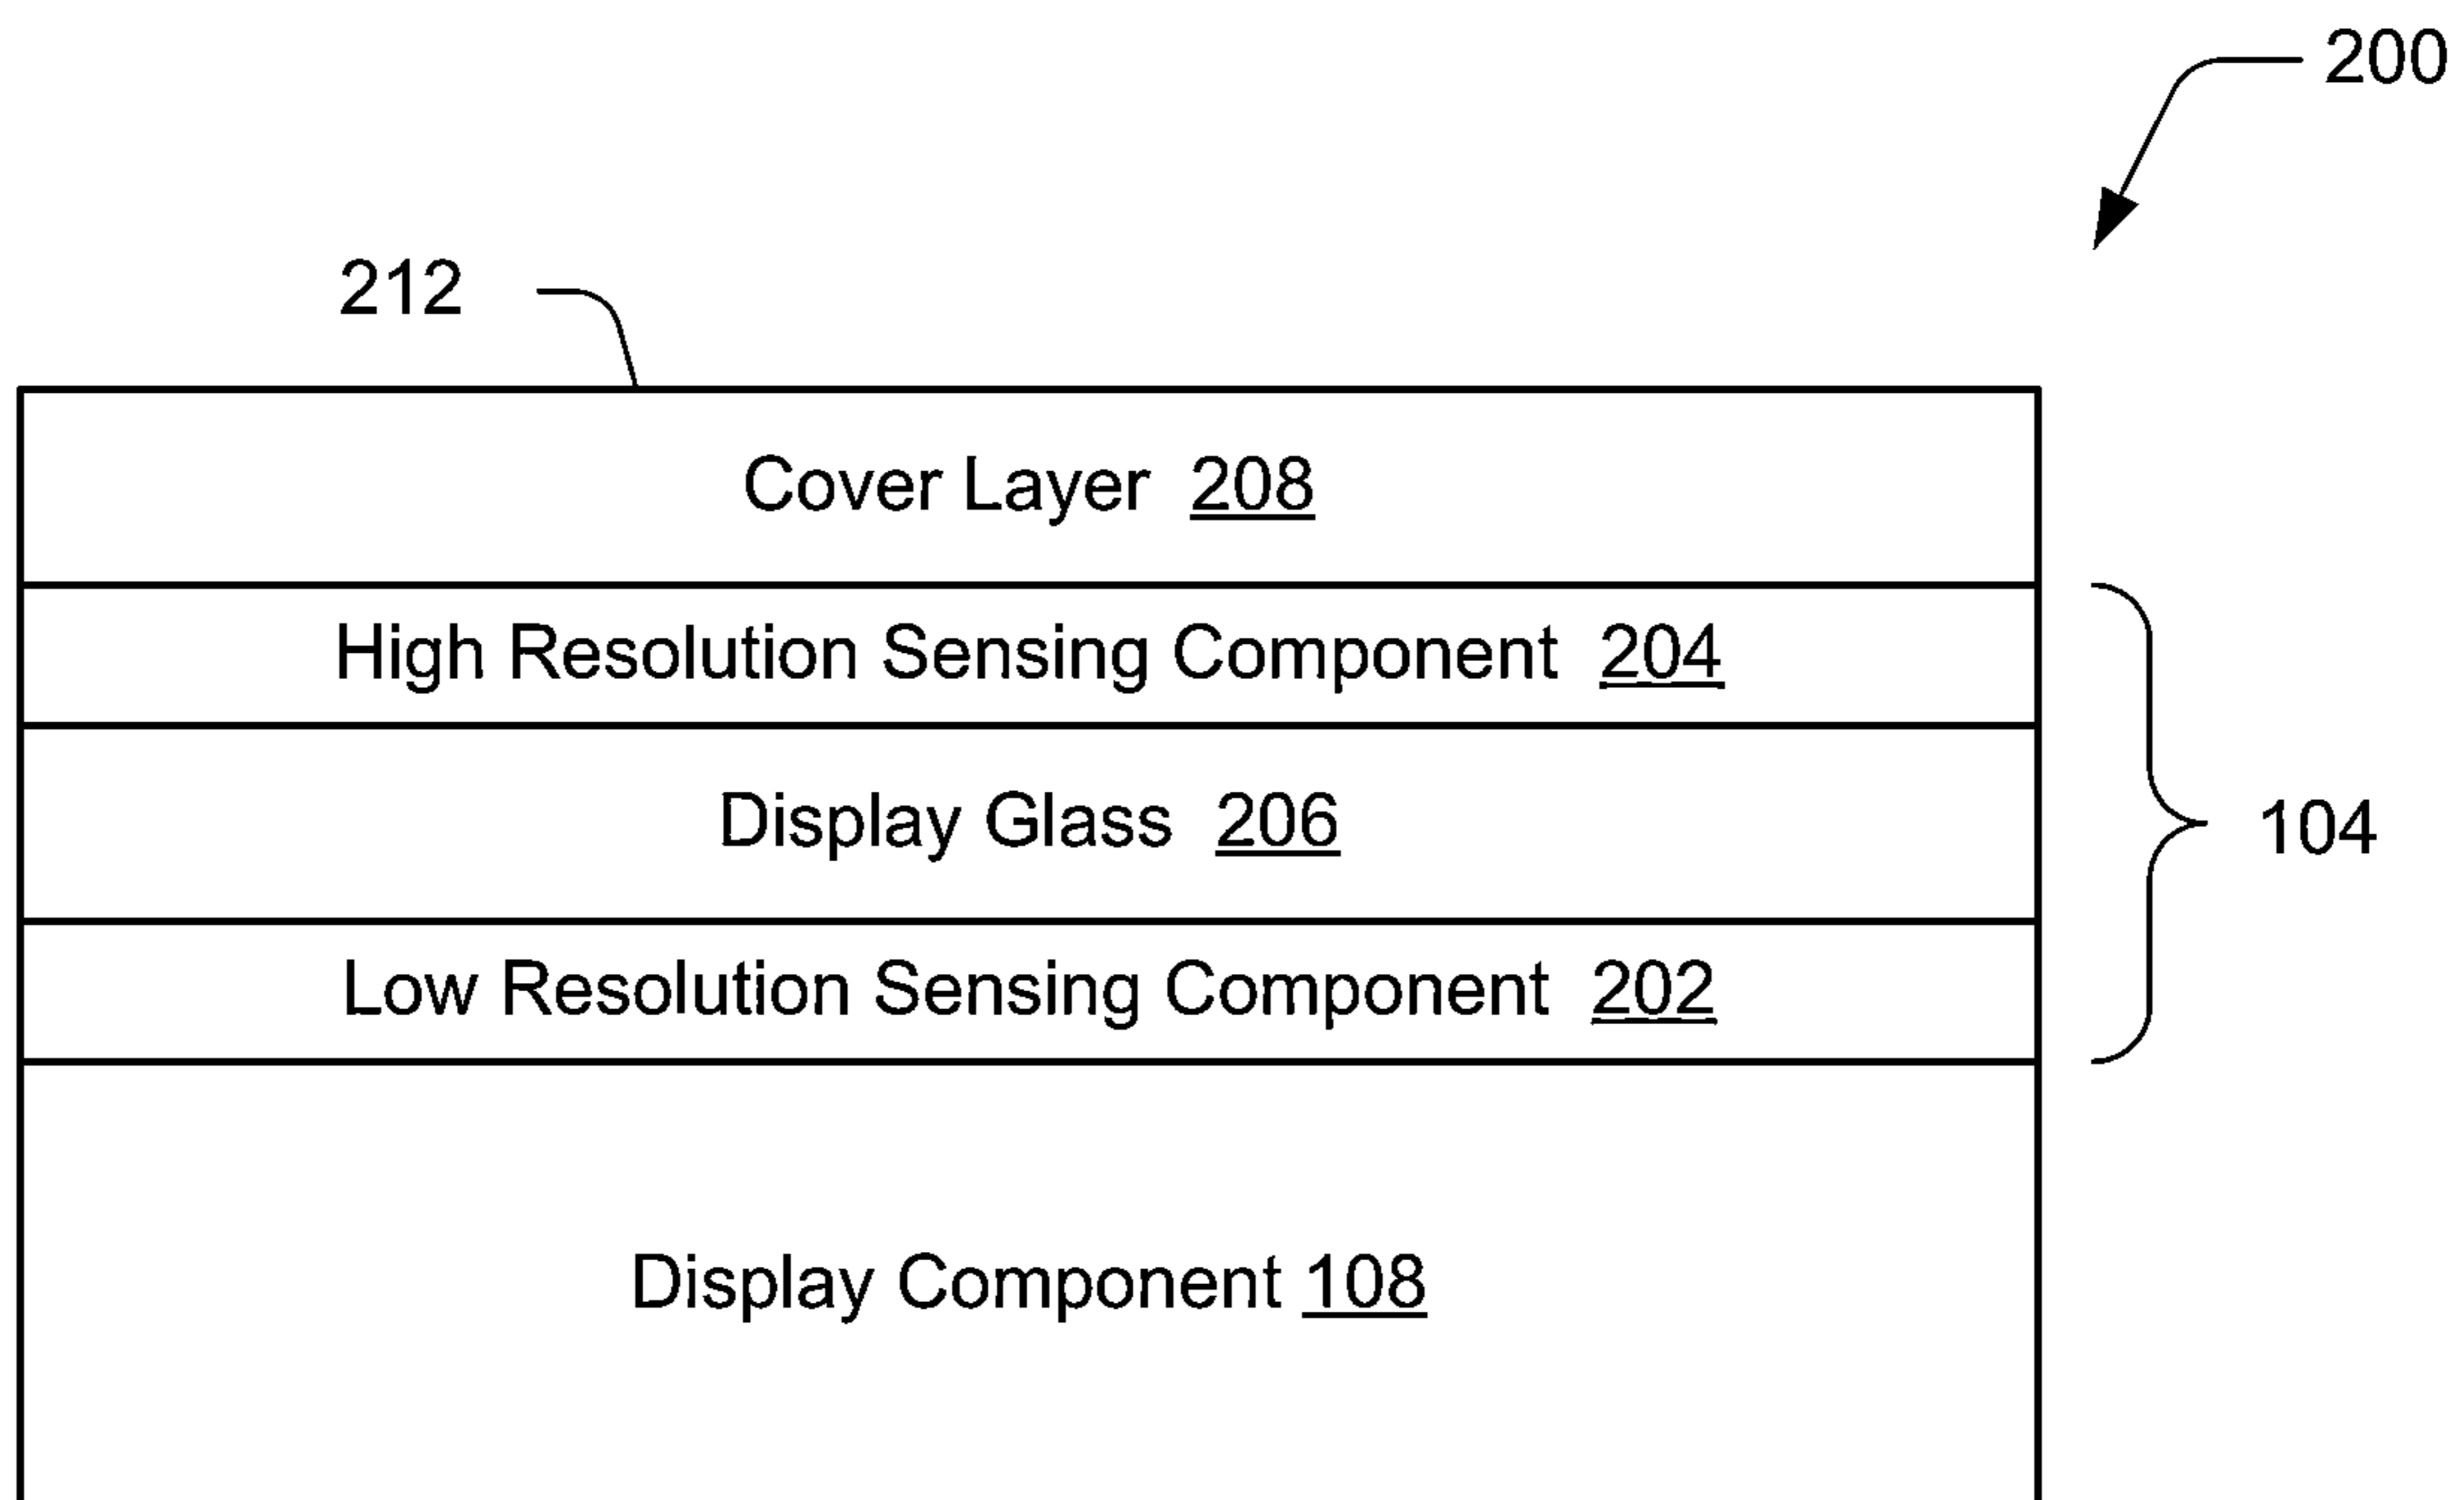 200
212
Cover Layer 208
High Resolution Sensing Component 204
Display Glass 206
104
Low Resolution Sensing Component 202
Display Component 108